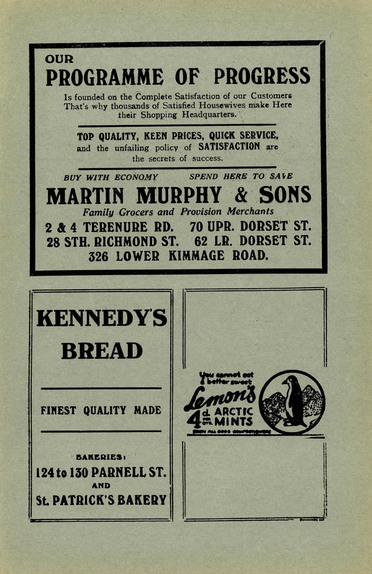 OUR
PROGRAMME OF PROGRESS
Is founded on the Complete Satisfaction of our Customers
That's why thousands of Satisfied Housewives make Here
their Shopping Headquarters.
TOP QUALITY, KEEN PRICES, QUICK SERVICE,
and the unfailing policy of SATISFACTION are
the secrets of success.
BUY WITH ECONOMY SPEND HERE TO SAVE
MARTIN MURPHY & SONS
Family Grocers and Provision Merchants
2 & 4 TERENURE RD. 70 UPR. DORSET ST.
28 STH. RICHMOND ST. 62 LR. DORSET ST.
326 LOWER KIMMAGE ROAD.
KENNEDY'S
BREAD
FINEST QUALITY MADE
BAKERIES:
124 to 130 PARNELL ST.
AND
St. PATRICK'S BAKERY
You cannot eat
a better sweet
Lemon's
4d. ARCTIC
MINTS
FROM ALL GOOD CONFECTIONERS